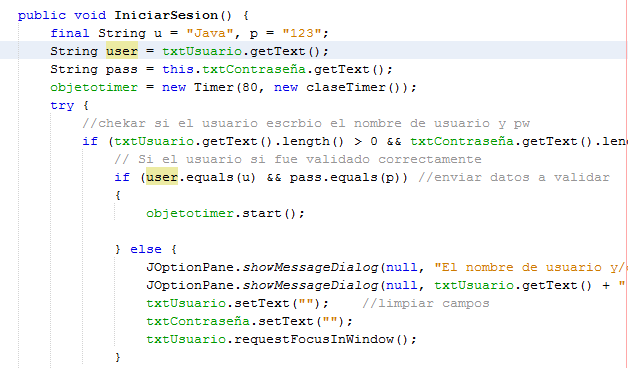 public void IniciarSesion() {
final String u = "Java", p = "123";
String user = txtUsuario.getText();
String pass = this.txtContraseña.getText();
objetotimer = new Timer(80, new claseTimer());
try {
//chekar si el usuario escrbio el nombre de usuario y pw
if (txtUsuario.getText().length() > 0 && txtContraseña.getText().len
// Si el usuario si fue validado correctamente
if (user.equals(u) && pass.equals(p)) //enviar datos a validar
{
objetotimer.start();
} else {
JOptionPane.showMessageDialog(null, "El nombre de usuario y/
JOptionPane.showMessageDialog(null, txtUsuario.getText() + "
txtUsuario.setText(""); //limpiar campos
txtContraseña.setText("");
txtUsuario.requestFocusInWindow();
}